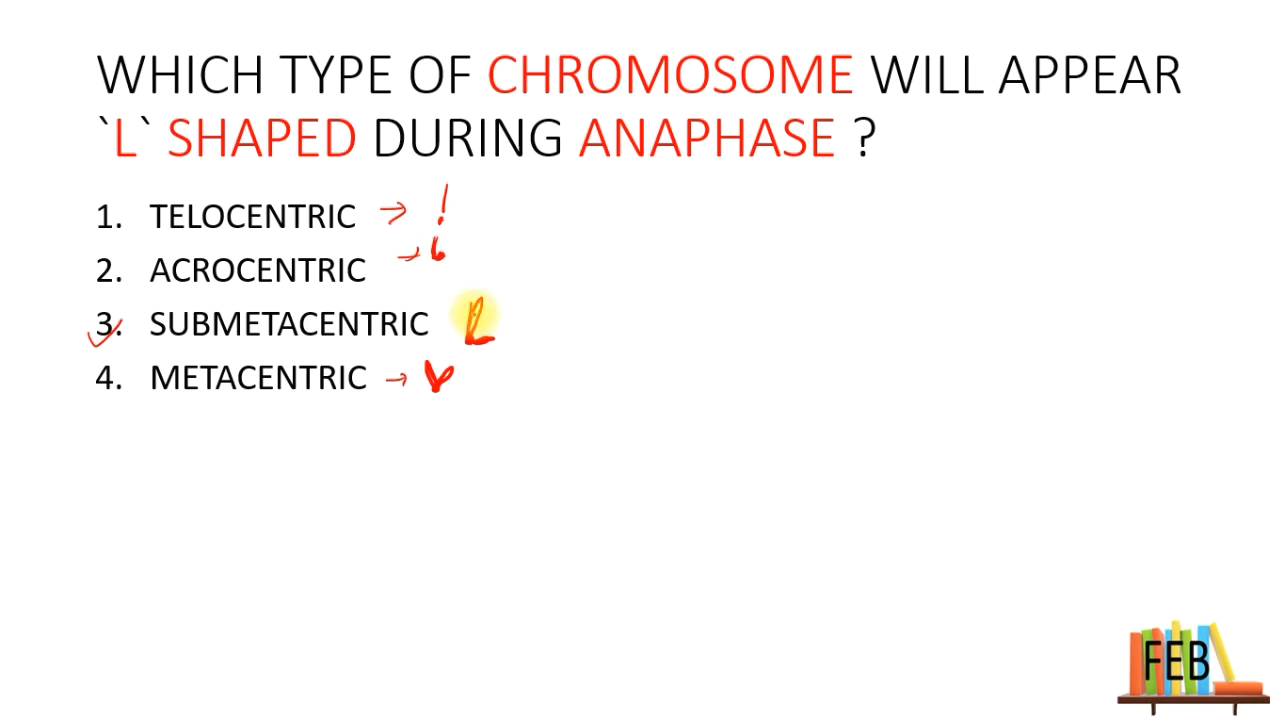 WHICH TYPE OF CHROMOSOME WILL APPEAR
`L` SHAPED DURING ANAPHASE ?
1. TELOCENTRIC → !
2. ACROCENTRIC
3. SUBMETACENTRIC L
4. METACENTRIC → V
FEB